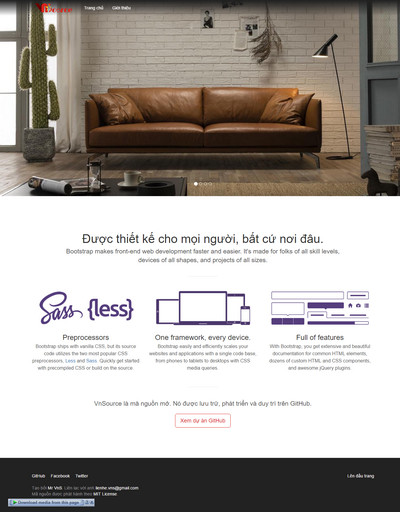 Trang chủ Giới thiệu
Được thiết kế cho mọi người, bất cứ nơi đâu.
Bootstrap makes front-end web development faster and easier. It's made for folks of all skill levels,
devices of all shapes, and projects of all sizes.
Sass {less}
Preprocessors
Bootstrap ships with vanilla CSS, but its source
code utilizes the two most popular CSS
preprocessors, Less and Sass. Quickly get started
with precompiled CSS or build on the source.
One framework, every device.
Bootstrap easily and efficiently scales your
websites and applications with a single code base,
from phones to tablets to desktops with CSS
media queries.
Full of features
With Bootstrap, you get extensive and beautiful
documentation for common HTML elements,
dozens of custom HTML and CSS components,
and awesome jQuery plugins.
VnSource là mã nguồn mở. Nó được lưu trữ, phát triển và duy trì trên GitHub.
Xem dự án GitHub
GitHub Facebook Twitter
Lên đầu trang
Tạo bởi Mr.VnS. Liên lạc với anh lienhe.vns@gmail.com
Mã nguồn được phát hành theo MIT License
Download media from this page